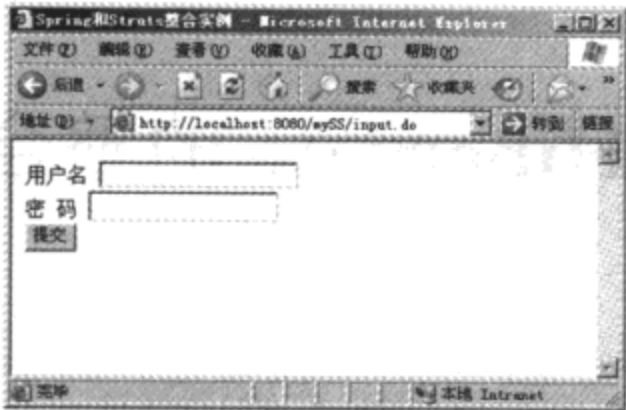 Spring和Struts整合实例 - Microsoft Internet Explorer
文件(F) 编辑(E) 查看(V) 收藏(A) 工具(T) 帮助(H)
后退 搜索 收藏夹 »
地址(D) http://localhost:8080/mySS/input.do 转到 链接
用户名
密 码
提交
完毕 本地 Intranet